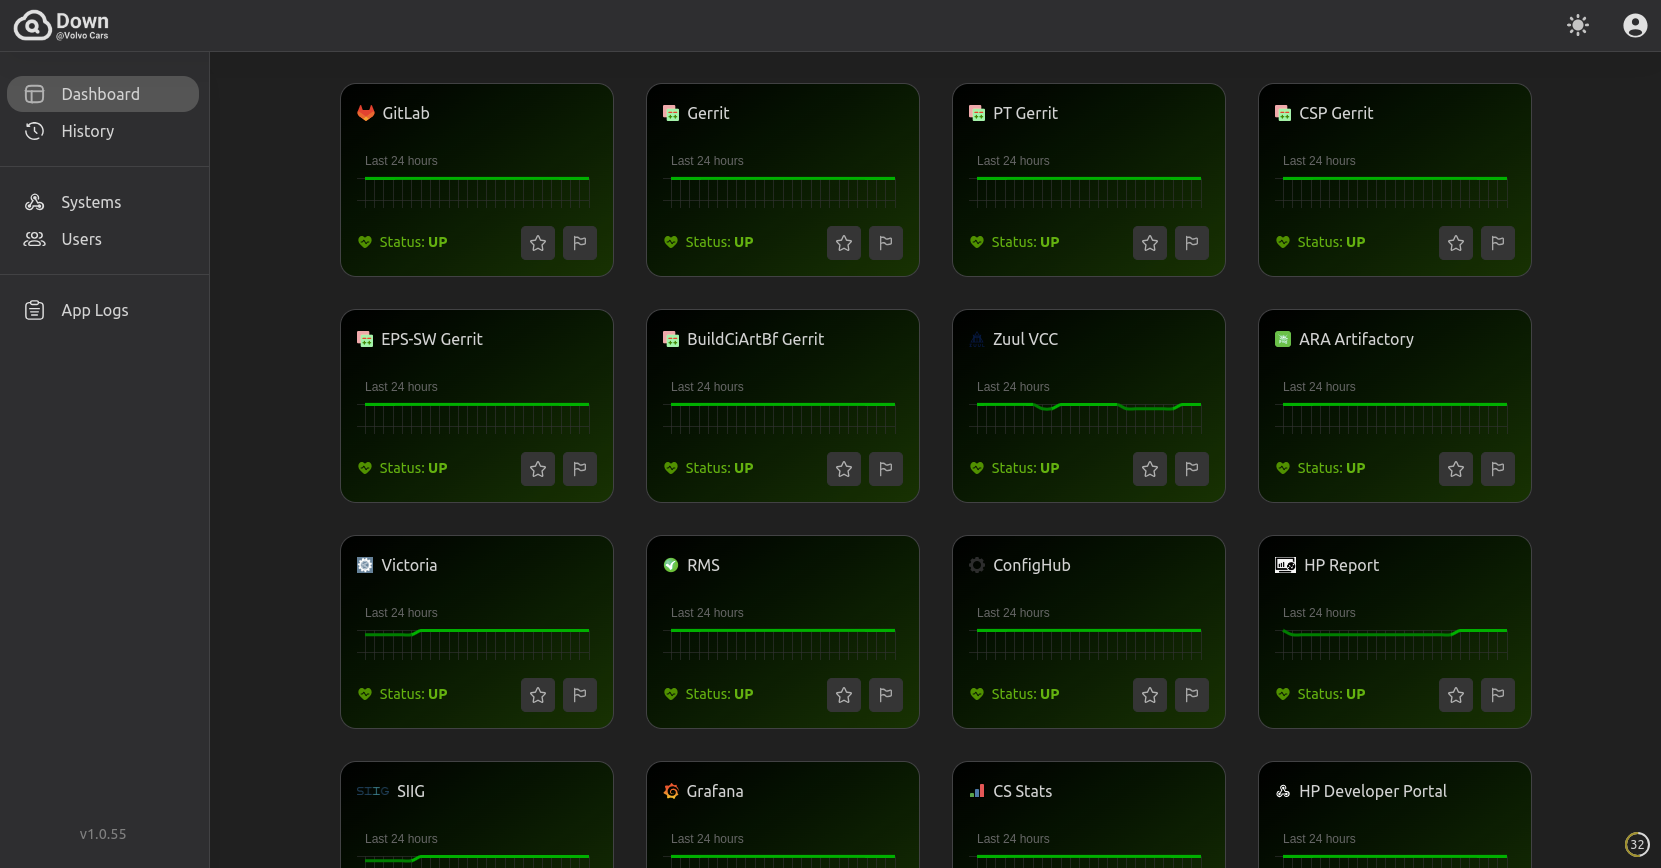 Down
@Volvo Cars
Dashboard
History
Systems
Users
App Logs
v1.0.55
GitLab
Last 24 hours
Status: UP
Gerrit
Last 24 hours
Status: UP
PT Gerrit
Last 24 hours
Status: UP
CSP Gerrit
Last 24 hours
Status: UP
EPS-SW Gerrit
Last 24 hours
Status: UP
BuildCiArtBf Gerrit
Last 24 hours
Status: UP
Zuul VCC
Last 24 hours
Status: UP
ARA Artifactory
Last 24 hours
Status: UP
Victoria
Last 24 hours
Status: UP
RMS
Last 24 hours
Status: UP
ConfigHub
Last 24 hours
Status: UP
HP Report
Last 24 hours
Status: UP
SIIG SIIG
Last 24 hours
Grafana
Last 24 hours
CS Stats
Last 24 hours
HP Developer Portal
Last 24 hours
32